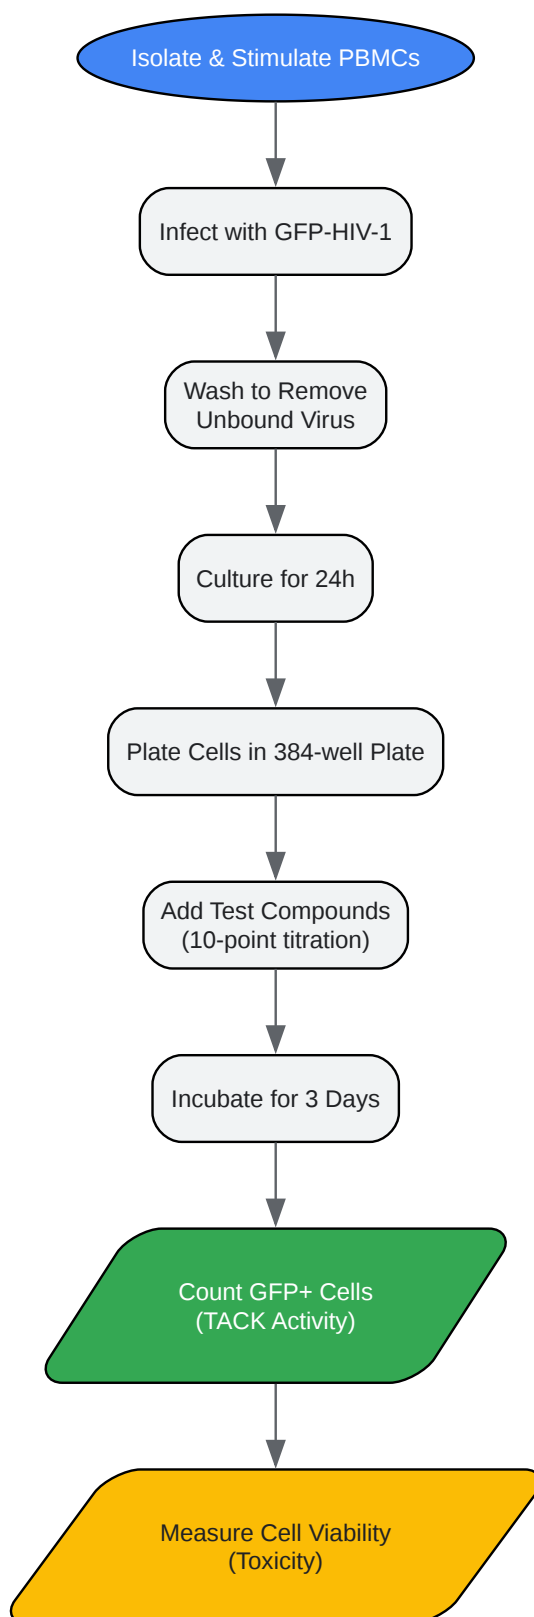 Isolate & Stimulate PBMCs
Infect with GFP-HIV-1
Wash to Remove
Unbound Virus
Culture for 24h
Plate Cells in 384-well Plate
Add Test Compounds
(10-point titration)
Incubate for 3 Days
Count GFP+ Cells
(TACK Activity)
Measure Cell Viability
(Toxicity)